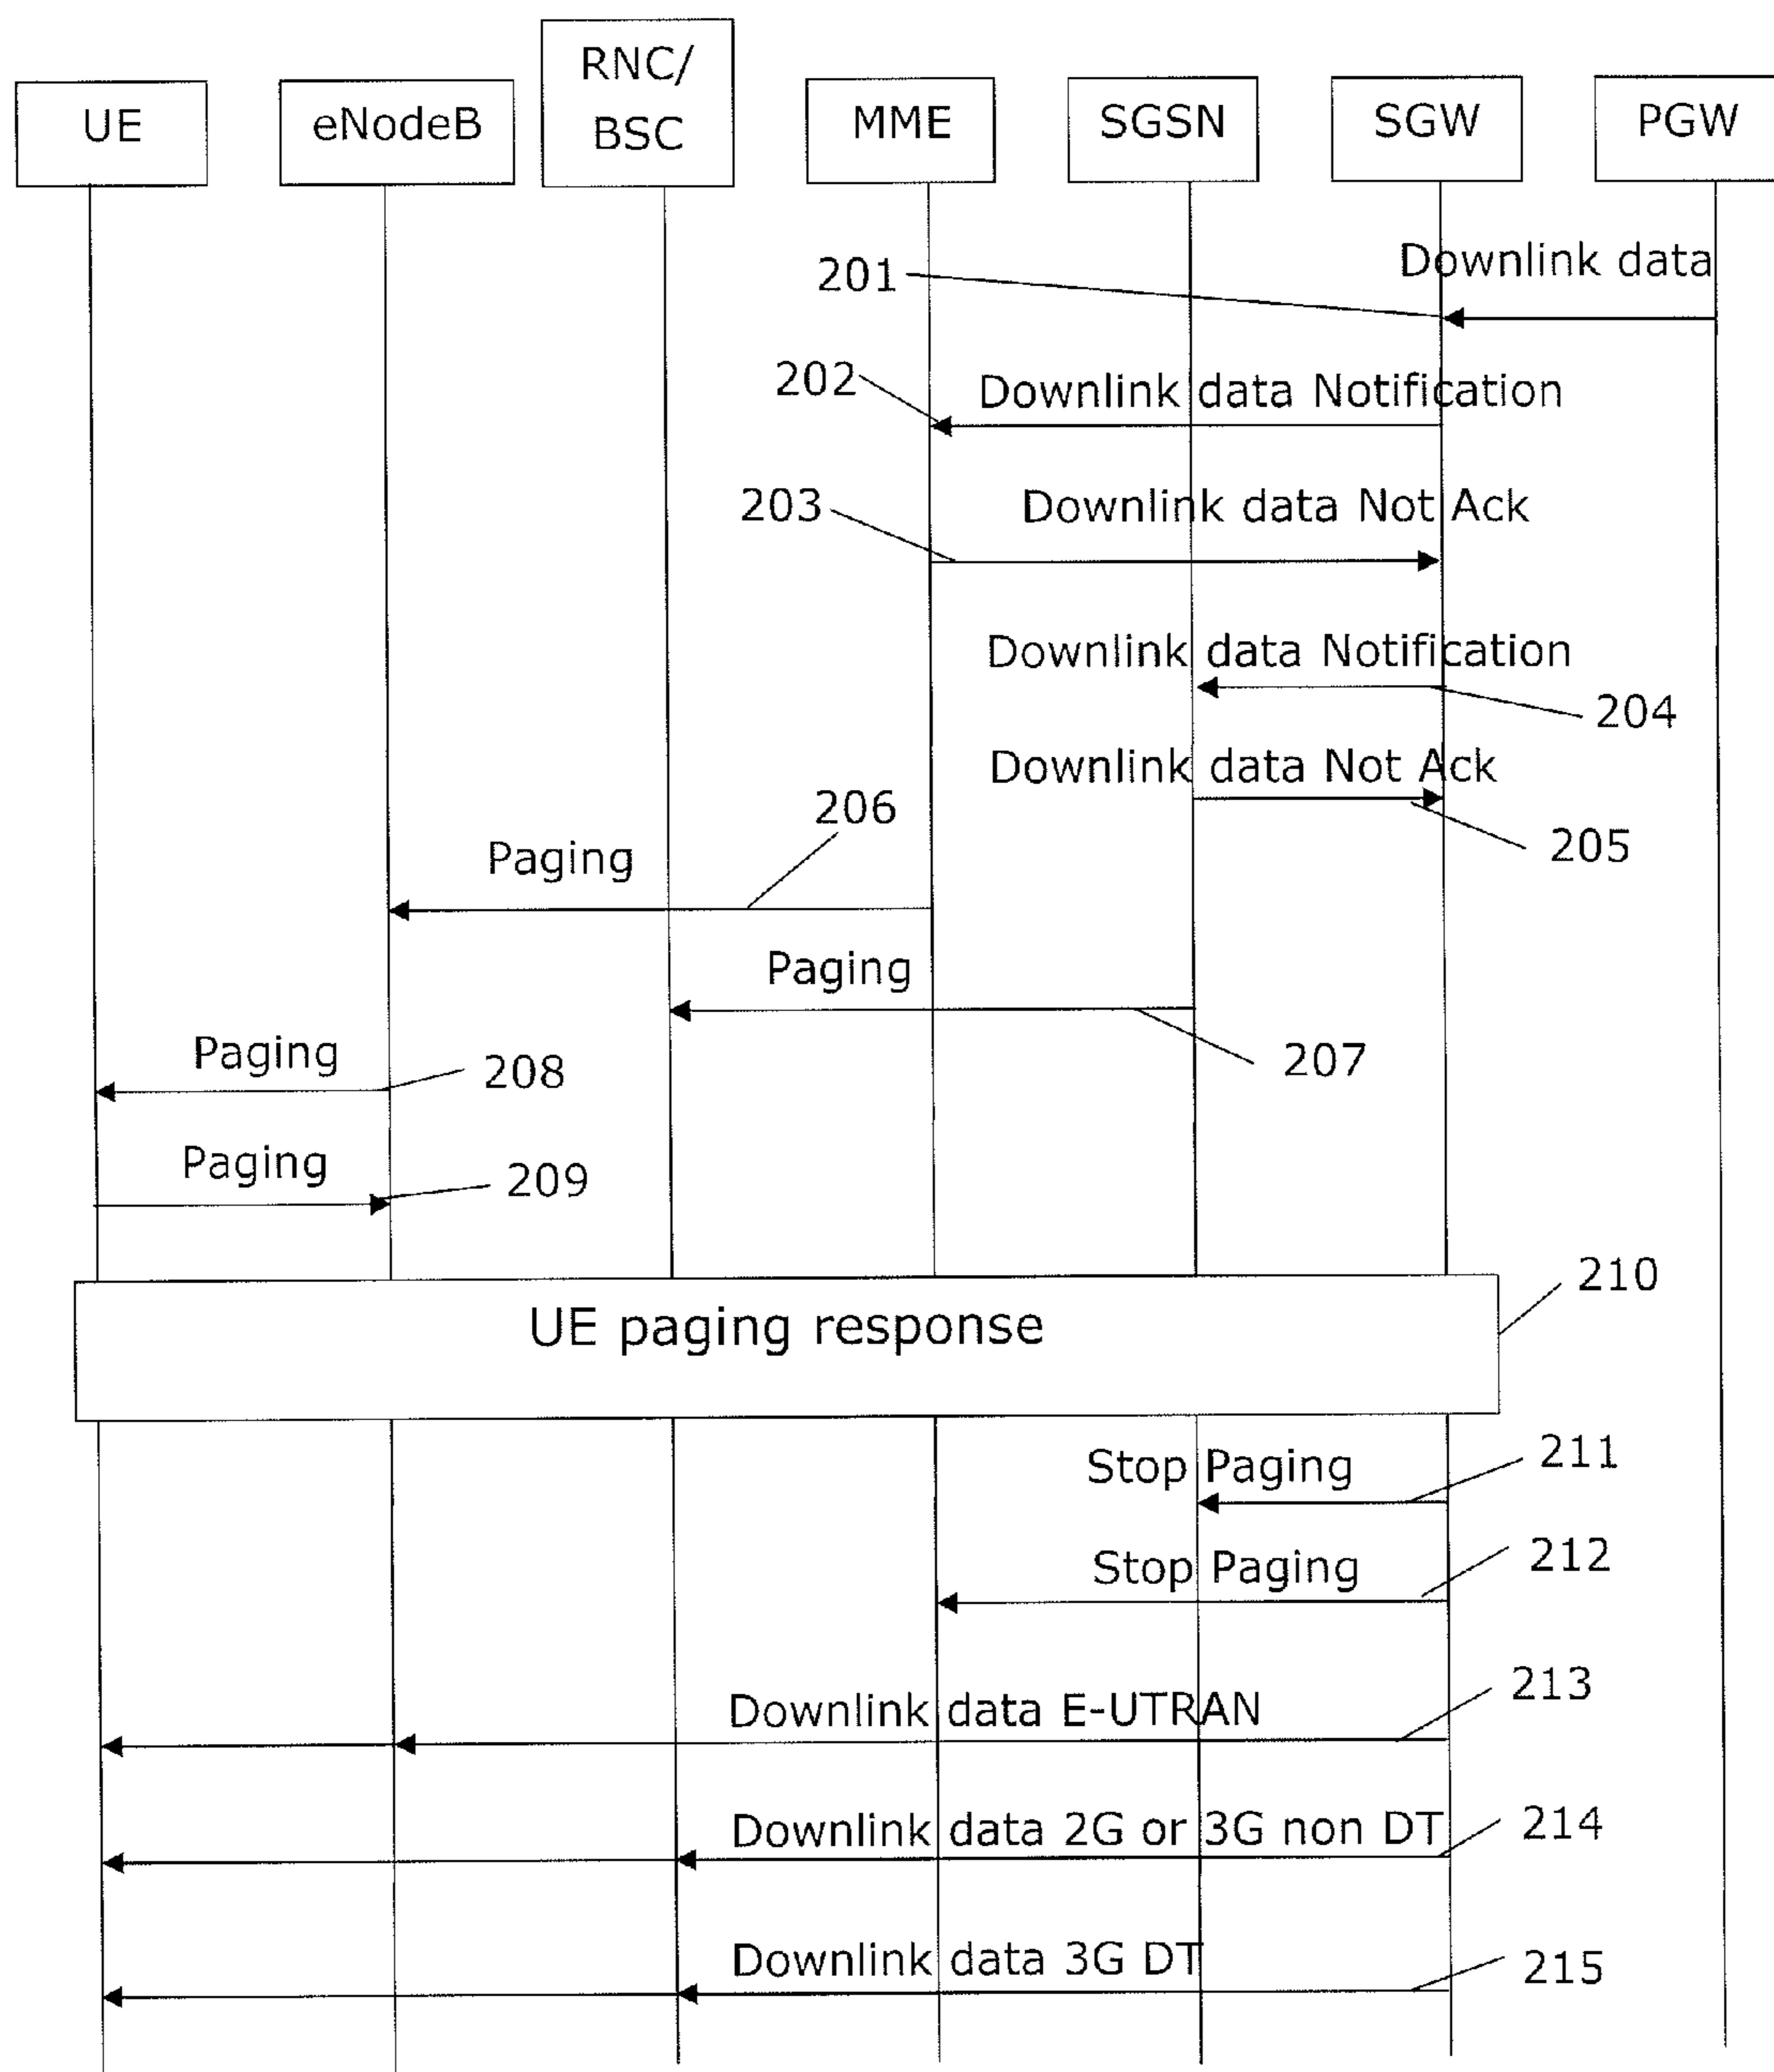 UE
eNodeB
RNC/
BSC
MME
SGSN
SGW
PGW
Downlink data
201
202
Downlink data Notification
203
Downlink data Not Ack
Downlink data Notification
204
Downlink data Not Ack
205
206
Paging
Paging
207
Paging
208
Paging
209
210
UE paging response
Stop Paging
211
Stop Paging
212
213
Downlink data E-UTRAN
Downlink data 2G or 3G non DT
214
Downlink data 3G DT
215